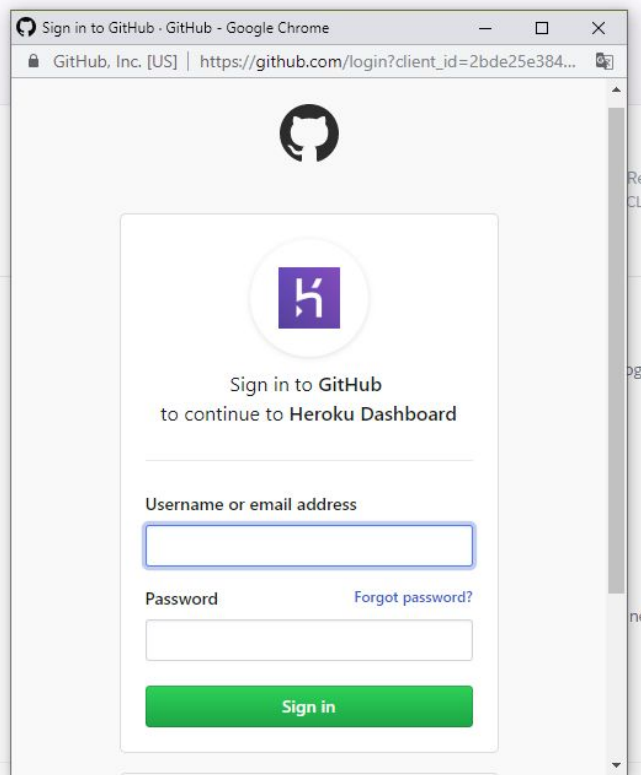 Sign in to GitHub · GitHub - Google Chrome
GitHub, Inc. [US] | https://github.com/login?client_id=2bde25e384...
Sign in to GitHub
to continue to Heroku Dashboard
Username or email address
Password
Forgot password?
Sign in